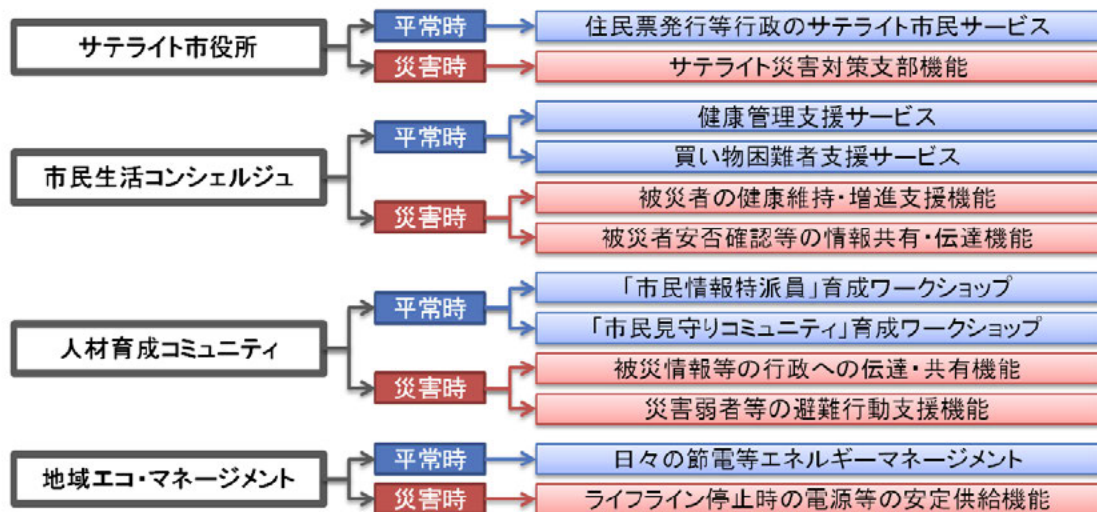 サテライト市役所
平常時
住民票発行等行政のサテライト市民サービス
災害時
サテライト災害対策支部機能
市民生活コンシェルジュ
平常時
健康管理支援サービス
買い物困難者支援サービス
災害時
被災者の健康維持・増進支援機能
被災者安否確認等の情報共有・伝達機能
人材育成コミュニティ
平常時
「市民情報特派員」育成ワークショップ
「市民見守りコミュニティ」育成ワークショップ
災害時
被災情報等の行政への伝達・共有機能
災害弱者等の避難行動支援機能
地域エコ・マネージメント
平常時
日々の節電等エネルギーマネージメント
災害時
ライフライン停止時の電源等の安定供給機能